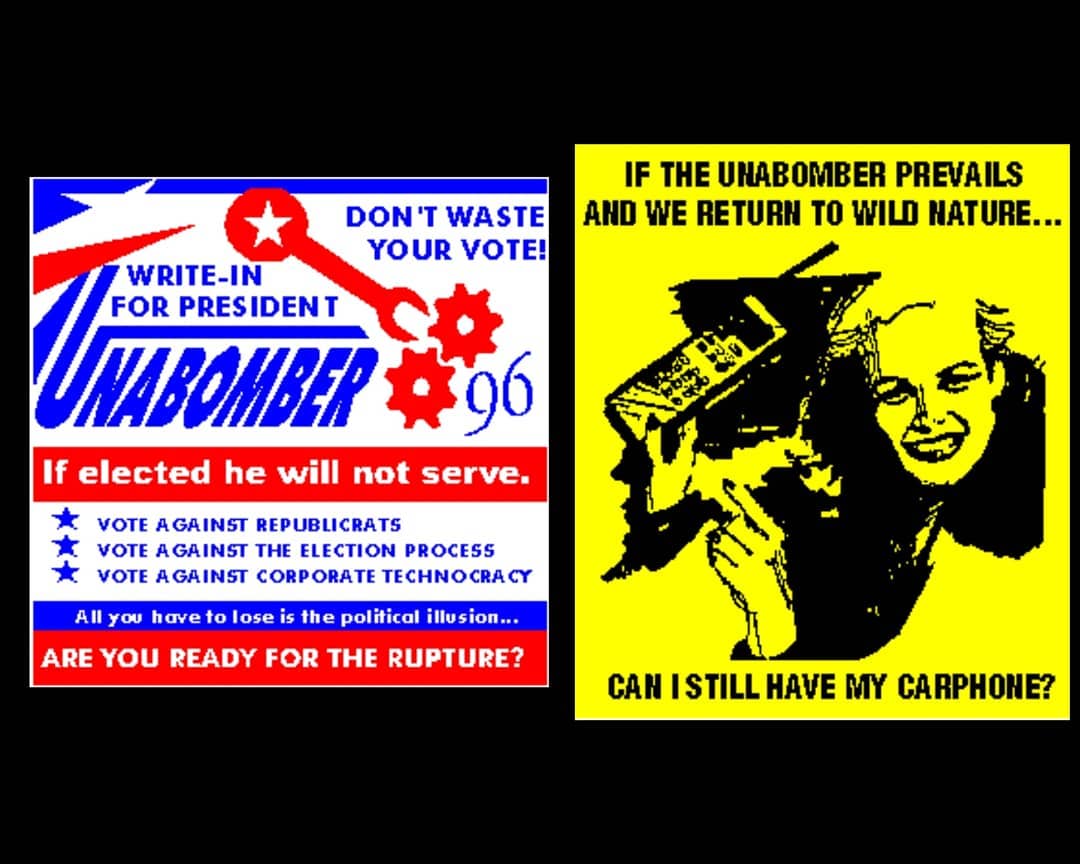 DON'T WASTE
YOUR VOTE!
WRITE-IN
FOR PRESIDENT
UNABOMBER 96
If elected he will not serve.
VOTE AGAINST REPUBLICRATS
VOTE AGAINST THE ELECTION PROCESS
VOTE AGAINST CORPORATE TECHNOCRACY
All you have to lose is the political illusion...
ARE YOU READY FOR THE RUPTURE?
IF THE UNABOMBER PREVAILS
AND WE RETURN TO WILD NATURE...
CAN I STILL HAVE MY CARPHONE?